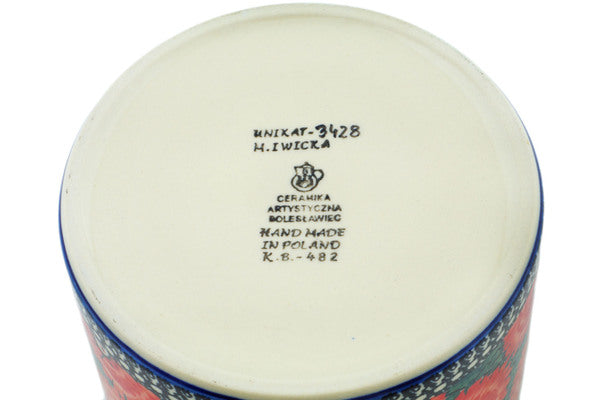 UNIKAT-3428
M.IWICKA
CERAMIKA
ARTYSTYCZNA
BOLESŁAWIEC
HAND MADE
IN POLAND
K.B.-482